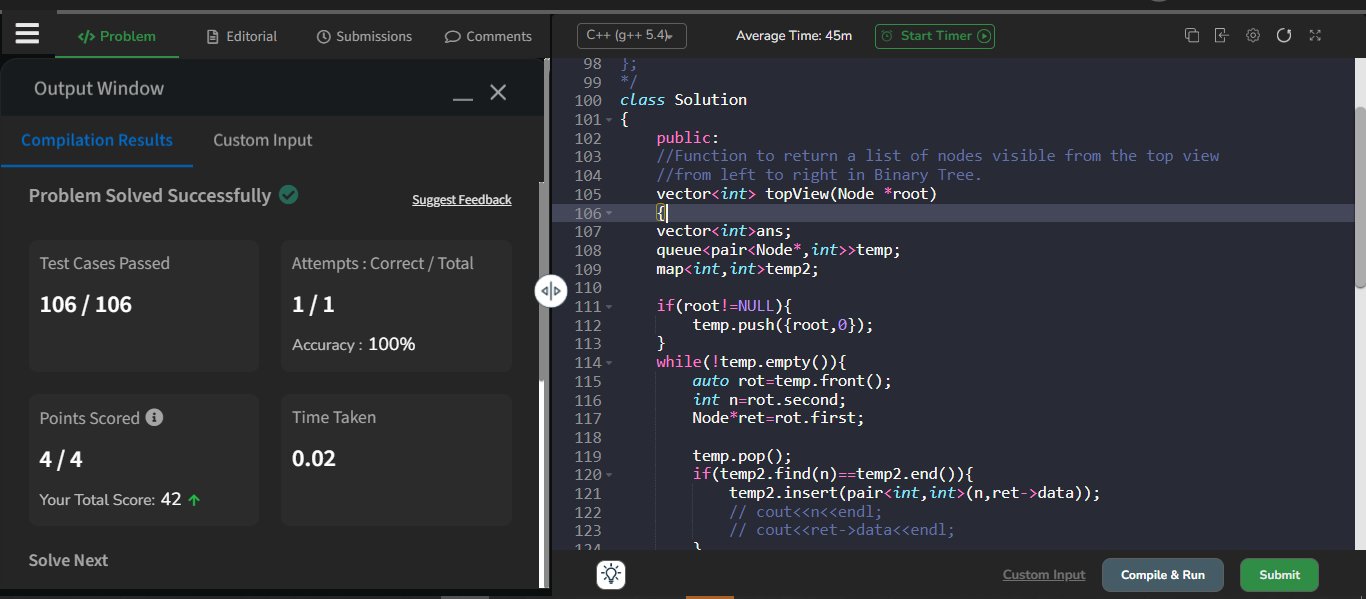 </> Problem
Editorial
Submissions
Comments
C++ (g++ 5.4)
Average Time: 45m
Start Timer
Output Window
Compilation Results
Custom Input
Problem Solved Successfully
Suggest Feedback
Test Cases Passed
106 / 106
Attempts : Correct / Total
1 / 1
Accuracy : 100%
Points Scored
4 / 4
Your Total Score: 42
Time Taken
0.02
Solve Next
98 };
99 */
100 class Solution
101 {
102 public:
103 //Function to return a list of nodes visible from the top view
104 //from left to right in Binary Tree.
105 vector<int> topView(Node *root)
106 {
107 vector<int>ans;
108 queue<pair<Node*,int>>temp;
109 map<int,int>temp2;
110
111 if(root!=NULL){
112 temp.push({root,0});
113 }
114 while(!temp.empty()){
115 auto rot=temp.front();
116 int n=rot.second;
117 Node*ret=rot.first;
118
119 temp.pop();
120 if(temp2.find(n)==temp2.end()){
121 temp2.insert(pair<int,int>(n,ret->data));
122 // cout<<n<<endl;
123 // cout<<ret->data<<endl;
124 }
Custom Input
Compile & Run
Submit